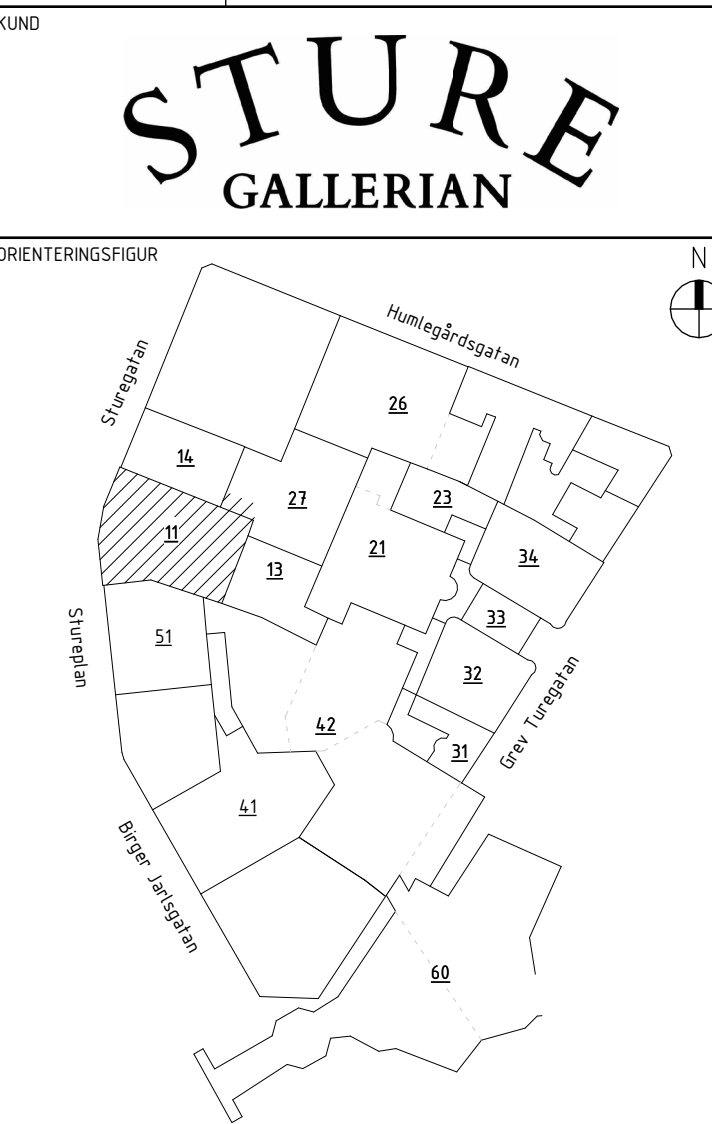 KUND
STURE
GALLERIAN
ORIENTERINGSFIGUR
N
Humlegårdsgatan
Sturegatan
26
14
27
23
11
21
34
13
33
51
Stureplan
32
42
Grev Turegatan
31
41
Birger Jarlsgatan
60